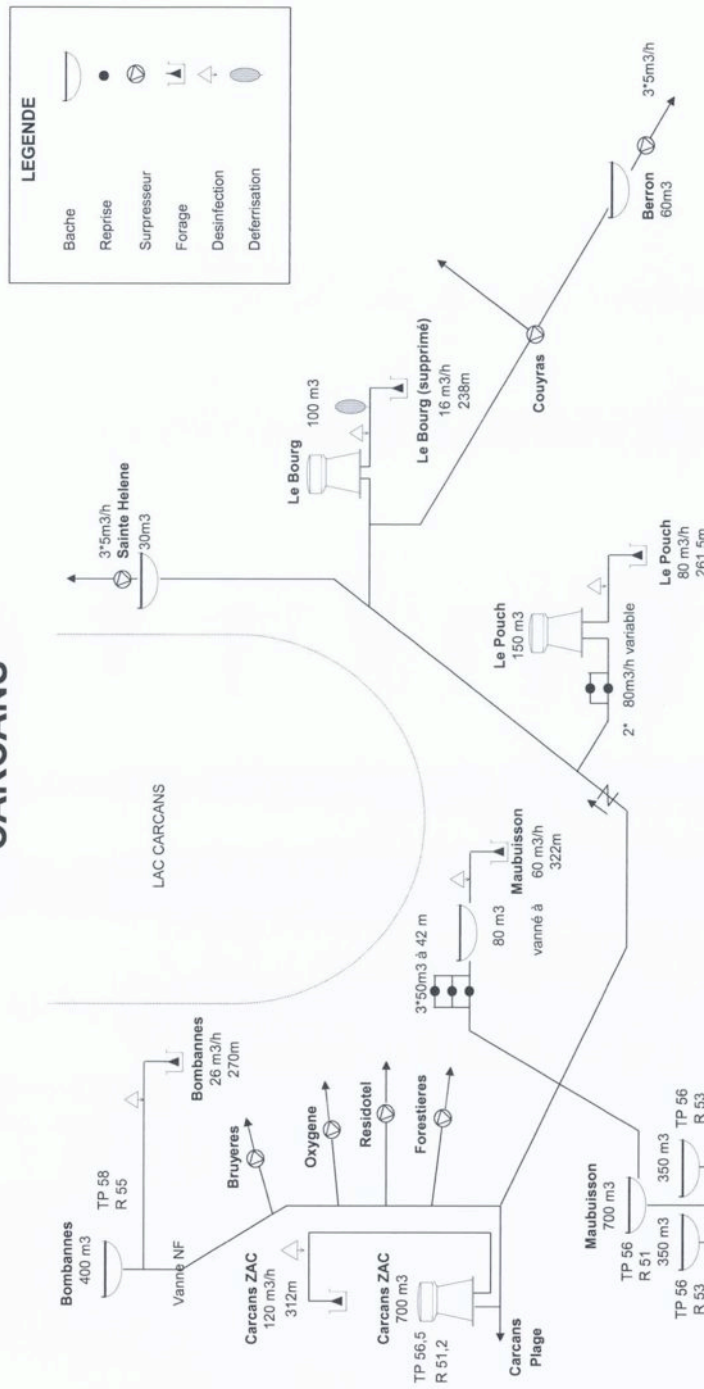 LEGENDE
Bache
Reprise
Surpresseur
Forage
Desinfection
Deferrisation
LAC CARCANS
Bombannes
400 m3
TP 58
R 55
Vanne NF
Bombannes
26 m3/h
270m
Bruyeres
Oxygene
Residotel
Forestieres
Carcans ZAC
120 m3/h
312m
Carcans ZAC
700 m3
TP 56,5
R 51,2
Carcans
Plage
3*50m3 à 42 m
80 m3
vanné à
Maubuisson
60 m3/h
322m
Maubuisson
700 m3
TP 56
R 51
350 m3
TP 56
R 53
350 m3
TP 56
R 53
3*5m3/h
Sainte Helene
30m3
Le Bourg
100 m3
Le Bourg (supprimé)
16 m3/h
238m
Le Pouch
150 m3
2* 80m3/h variable
Le Pouch
80 m3/h
261,5m
Couyras
Berron
60m3
3*5m3/h